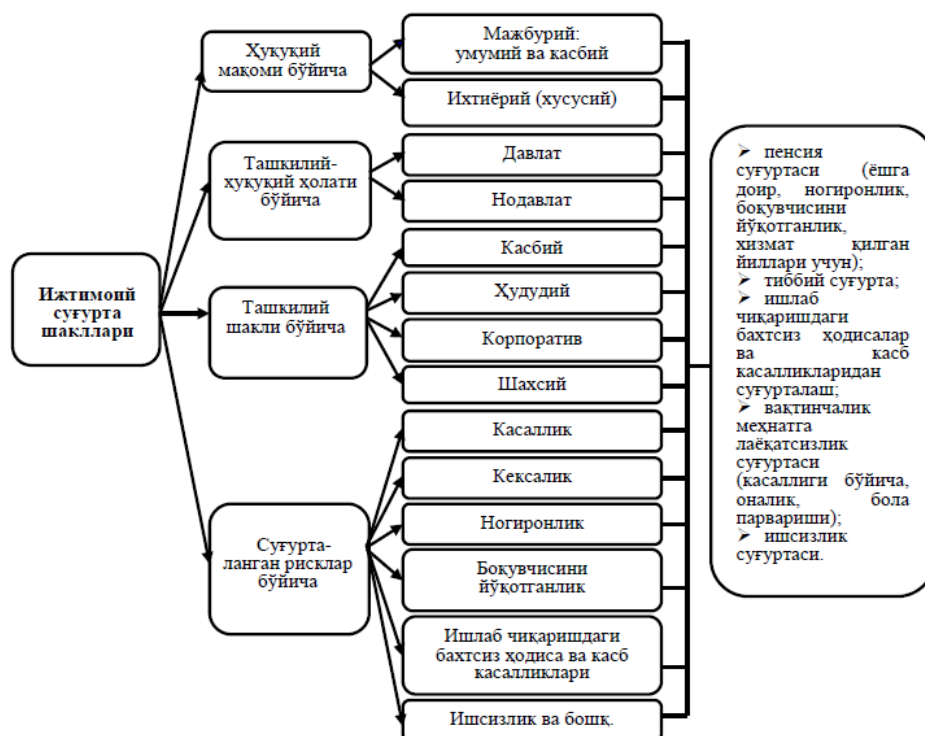 Ижтимоий
суғурта
шакллари
Ҳуқуқий
мақоми бўйича
Мажбурий:
умумий ва касбий
Ихтиёрий (хусусий)
Ташкилий-
ҳуқуқий ҳолати
бўйича
Давлат
Нодавлат
Ташкилий
шакли бўйича
Касбий
Ҳудудий
Корпоратив
Шахсий
Суғурта-
ланган рисклар
бўйича
Касаллик
Кексалик
Ногиронлик
Боқувчисини
йўқотганлик
Ишлаб чиқаришдаги
бахтсиз ҳодиса ва касб
касалликлари
Ишсизлик ва бошқ.
➢ пенсия
суғуртаси (ёшга
доир, ногиронлик,
боқувчисини
йўқотганлик,
хизмат қилган
йиллари учун);
➢ тиббий суғурта;
➢ ишлаб
чиқаришдаги
бахтсиз ҳодисалар
ва касб
касалликларидан
суғурталаш;
➢ вақтинчалик
меҳнатга
лаёқатсизлик
суғуртаси
(касаллиги бўйича,
оналик, бола
парвариши);
➢ ишсизлик
суғуртаси.